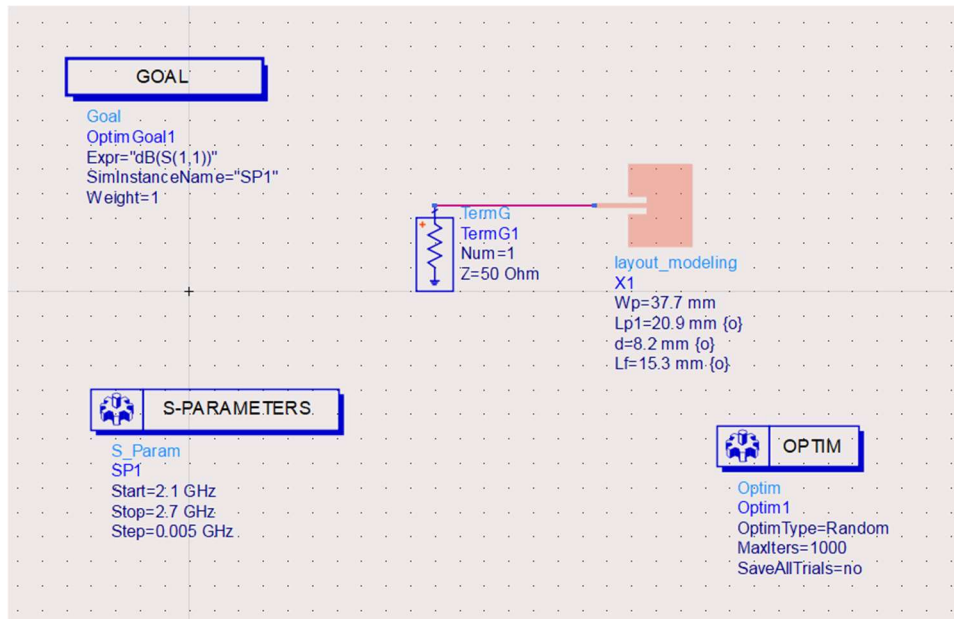 GOAL
Goal
OptimGoal1
Expr="dB(S(1,1))"
SimInstanceName="SP1"
Weight=1
TermG
TermG1
Num=1
Z=50 Ohm
layout_modeling
X1
Wp=37.7 mm
Lp1=20.9 mm {o}
d=8.2 mm {o}
Lf=15.3 mm {o}
S-PARAMETERS
S_Param
SP1
Start=2.1 GHz
Stop=2.7 GHz
Step=0.005 GHz
OPTIM
Optim
Optim1
OptimType=Random
MaxIters=1000
SaveAllTrials=no